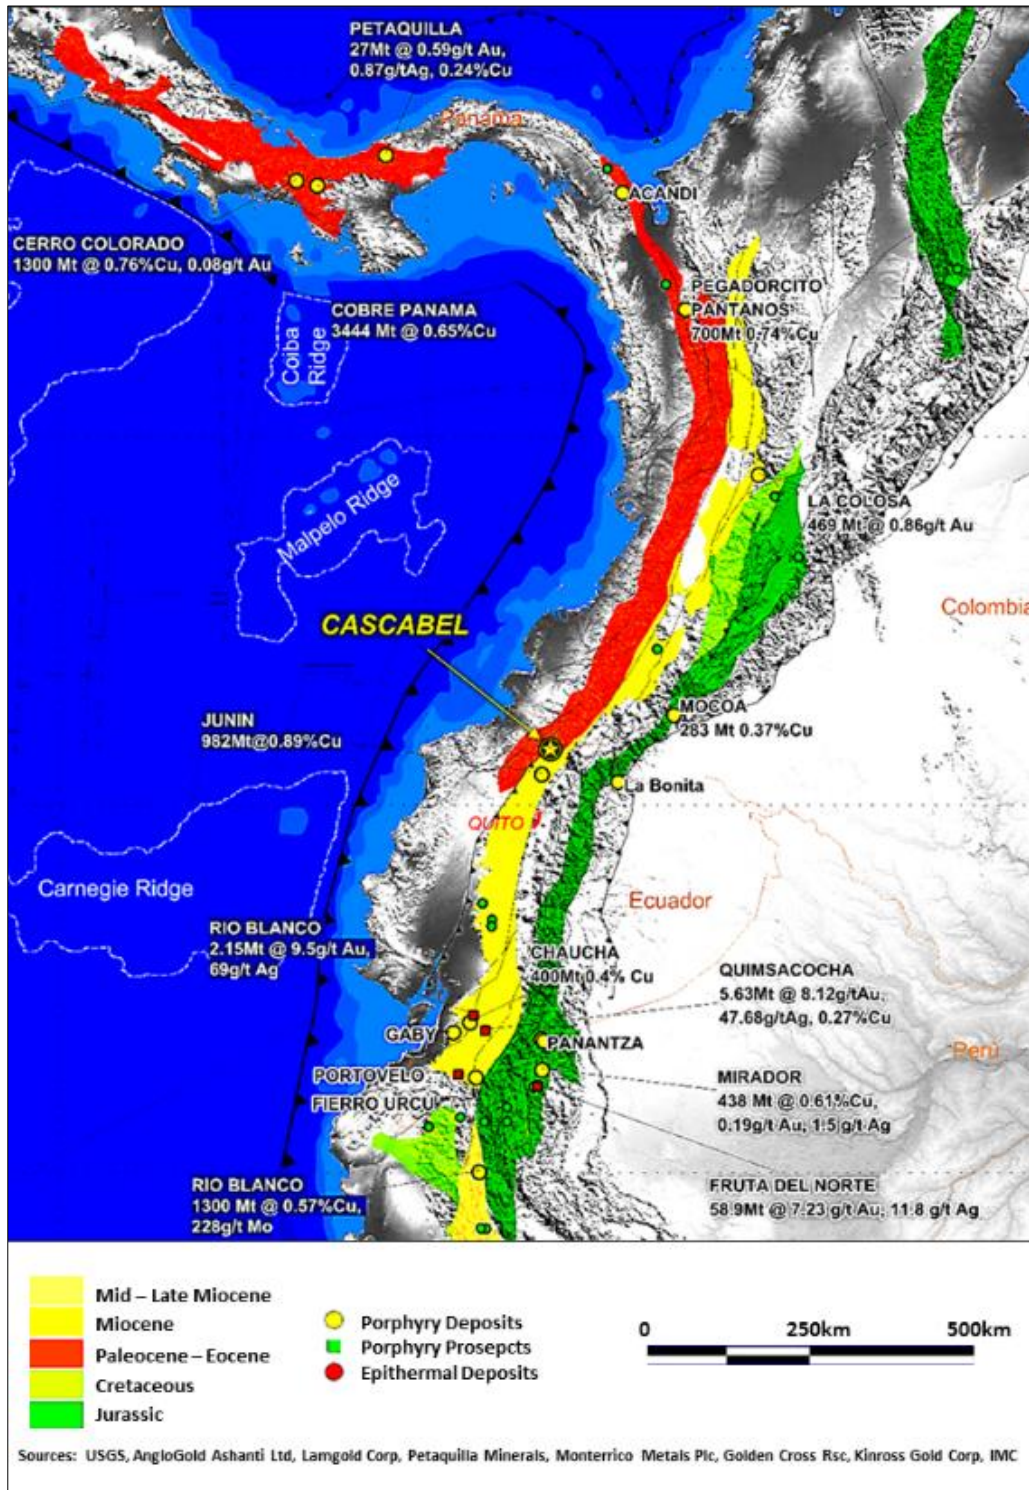 PETAQUILLA
27Mt @ 0.59g/t Au,
0.87g/tAg, 0.24%Cu
Panama
ACANDI
CERRO COLORADO
1300 Mt @ 0.76%Cu, 0.08g/t Au
PEGADORCITO
PANTANOS
700Mt 0.74%Cu
COBRE PANAMA
3444 Mt @ 0.65%Cu
Coiba
Ridge
Malpelo Ridge
LA COLOSA
469 Mt @ 0.86g/t Au
Colombia
CASCABEL
MOCOA
283 Mt 0.37%Cu
JUNIN
982Mt@0.89%Cu
La Bonita
QUITO
Carnegie Ridge
Ecuador
RIO BLANCO
2.15Mt @ 9.5g/t Au,
69g/t Ag
CHAUCHA
400Mt 0.4% Cu
QUIMSACOCHA
5.63Mt @ 8.12g/tAu,
47.68g/tAg, 0.27%Cu
GABY
PANANTZA
Perú
PORTOVELO
FIERRO URCU
MIRADOR
438 Mt @ 0.61%Cu,
0.19g/t Au, 1.5 g/t Ag
RIO BLANCO
1300 Mt @ 0.57%Cu,
228g/t Mo
FRUTA DEL NORTE
58.9Mt @ 7.23 g/t Au, 11.8 g/t Ag
Mid – Late Miocene
Miocene
Paleocene – Eocene
Cretaceous
Jurassic
Porphyry Deposits
Porphyry Prosepcts
Epithermal Deposits
0 250km 500km
Sources: USGS, AngloGold Ashanti Ltd, Lamgold Corp, Petaquilla Minerals, Monterrico Metals Plc, Golden Cross Rsc, Kinross Gold Corp, IMC